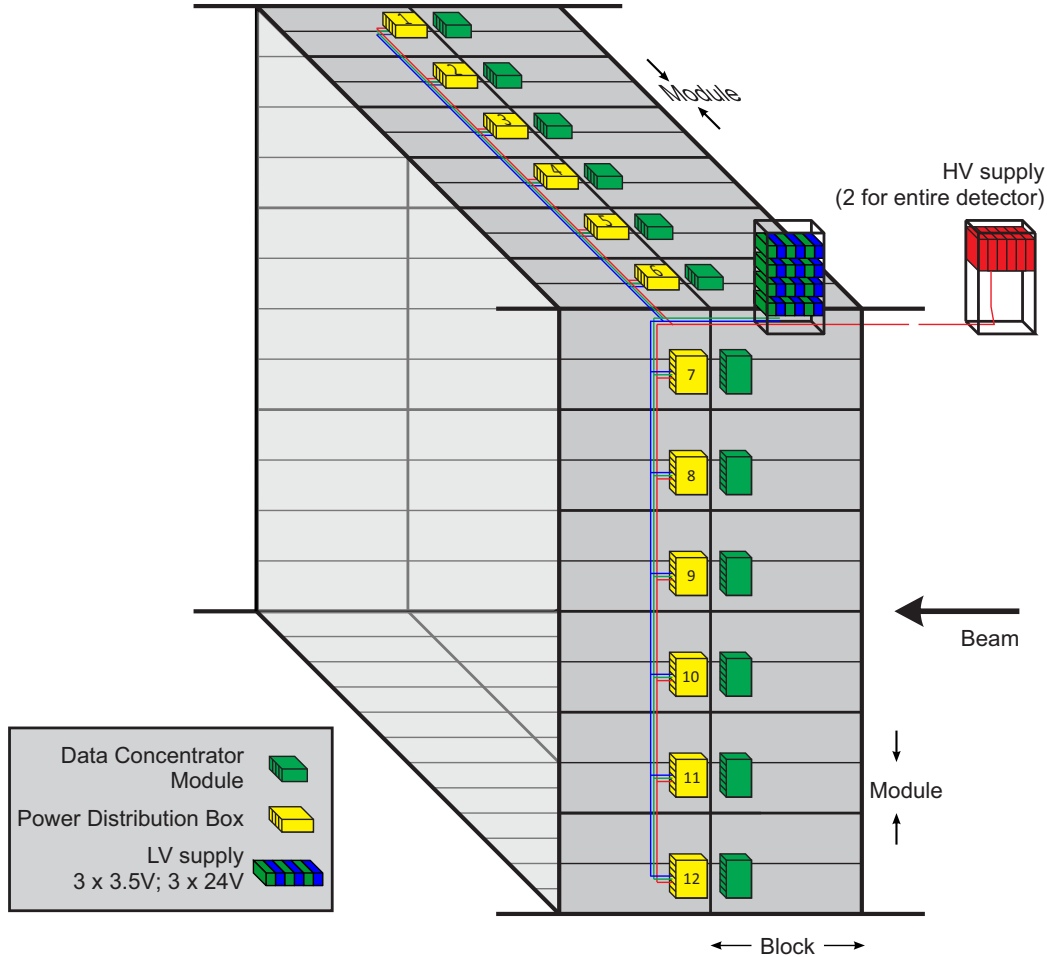 1
2
3
4
5
6
Module
HV supply
(2 for entire detector)
7
8
9
10
11
12
Beam
Module
Block
Data Concentrator
Module
Power Distribution Box
LV supply
3 x 3.5V; 3 x 24V